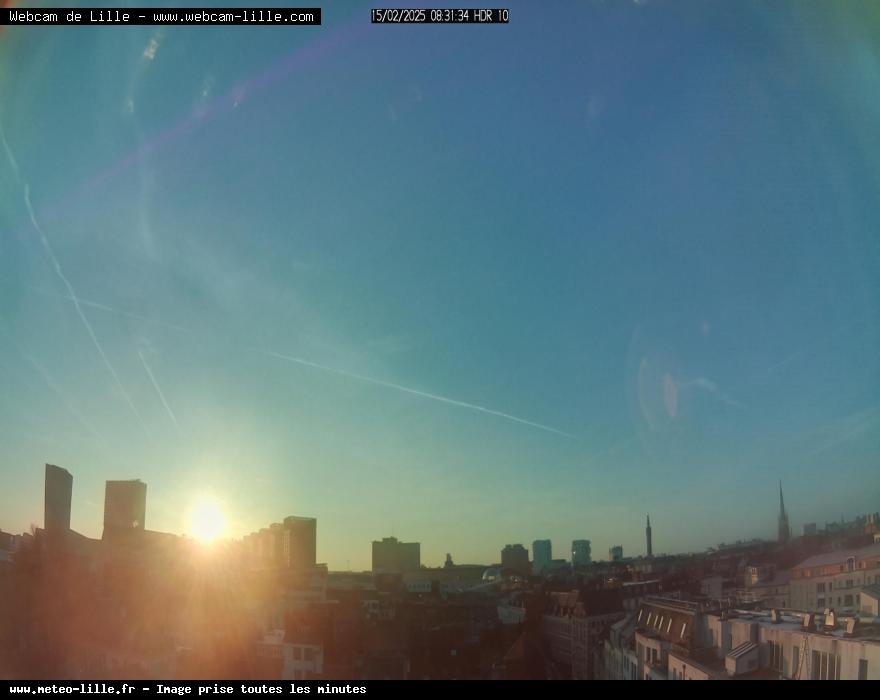 Webcam de Lille - www.webcam-lille.com
15/02/2025 08:31:34 HDR 10
www.meteo-lille.fr - Image prise toutes les minutes